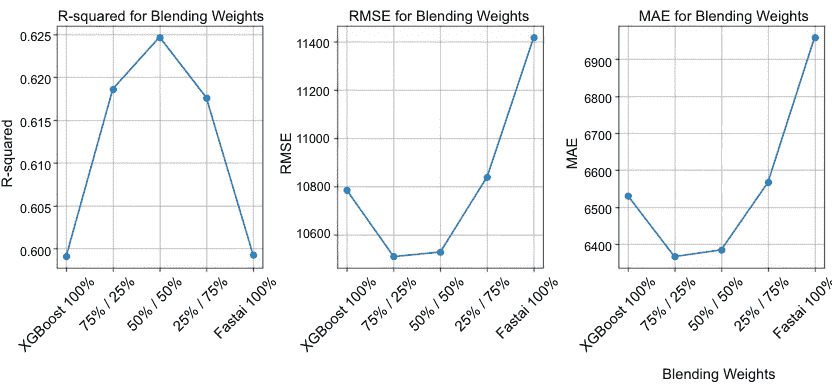 R-squared for Blending Weights
0.625
0.620
0.615
0.610
0.605
0.600
R-squared
XGBoost 100%
75% / 25%
50% / 50%
25% / 75%
Fastai 100%
RMSE for Blending Weights
11400
11200
11000
10800
10600
RMSE
XGBoost 100%
75% / 25%
50% / 50%
25% / 75%
Fastai 100%
MAE for Blending Weights
6900
6800
6700
6600
6500
6400
MAE
XGBoost 100%
75% / 25%
50% / 50%
25% / 75%
Fastai 100%
Blending Weights